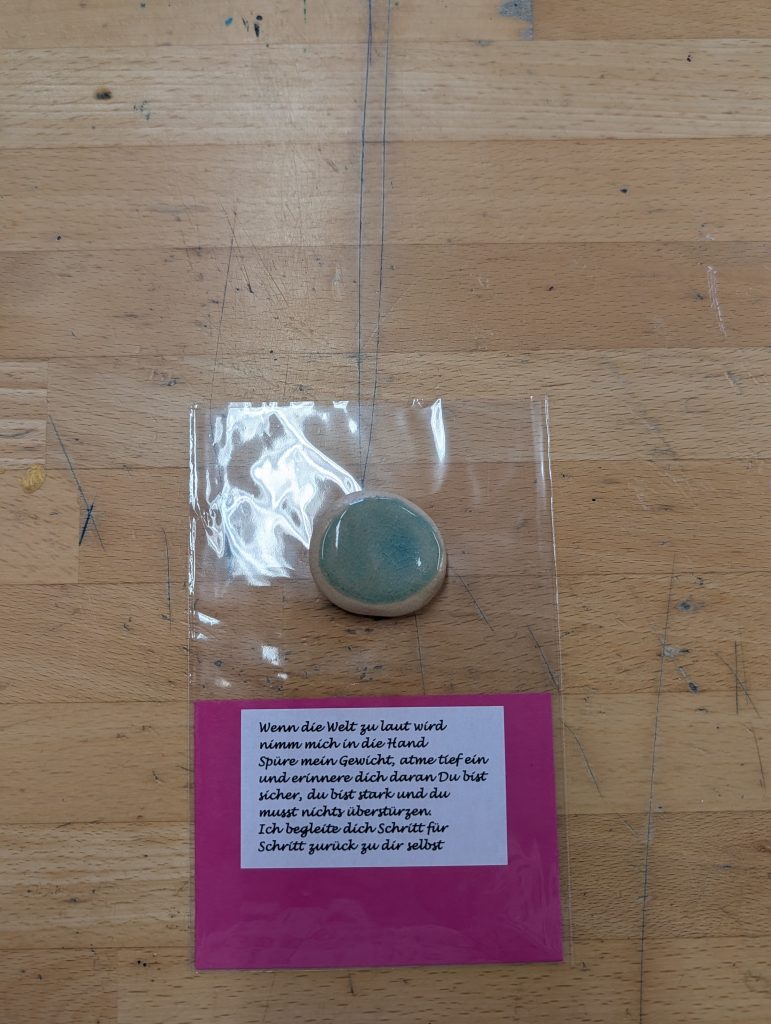 Wenn die Welt zu laut wird
nimm mich in die Hand
Spüre mein Gewicht, atme tief ein
und erinnere dich daran Du bist
sicher, du bist stark und du
musst nichts überstürzen.
Ich begleite dich Schritt für
Schritt zurück zu dir selbst